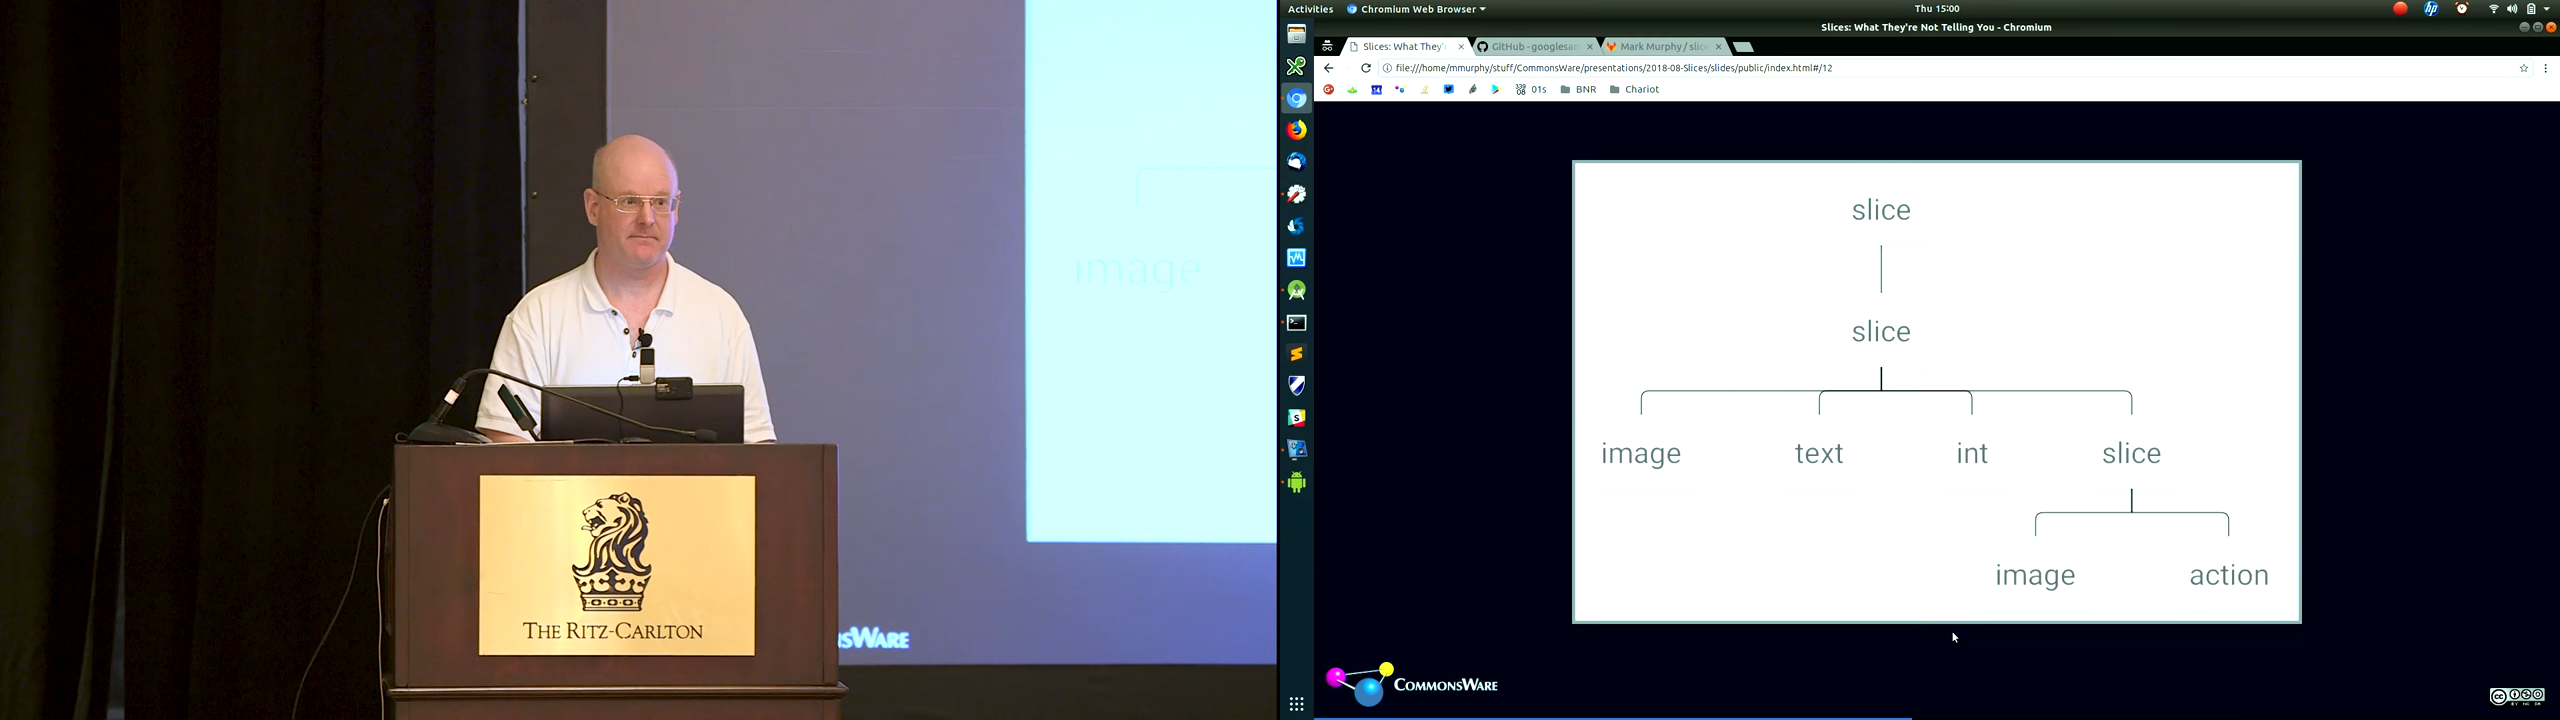 image
THE RITZ-CARLTON
SWARE
Activities
Chromium Web Browser
Thu 15:00
Slices: What They're Not Telling You - Chromium
Slices: What They'
GitHub - googlesam
Mark Murphy / slice
file:///home/mmurphy/stuff/CommonsWare/presentations/2018-08-Slices/slides/public/index.html#/12
01s
BNR
Chariot
slice
slice
image text int slice
image action
COMMONSWARE